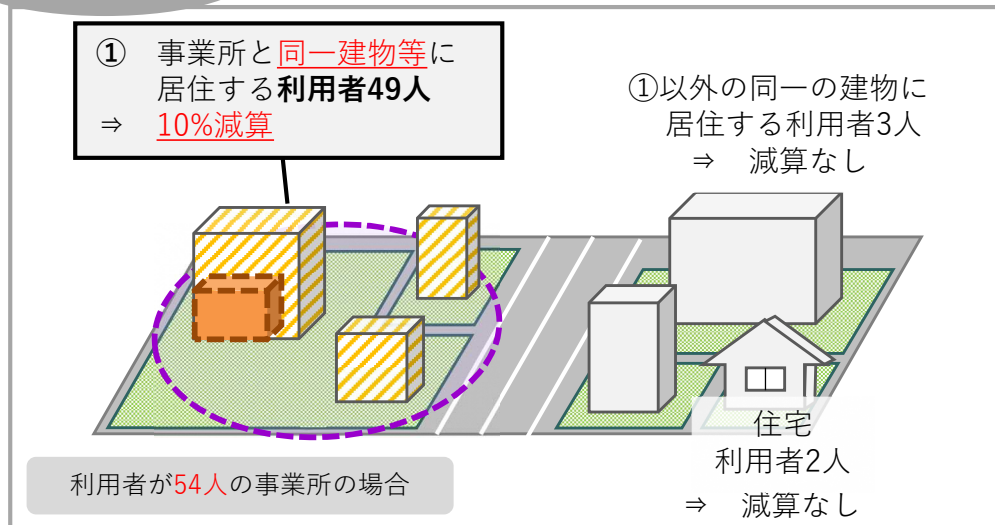 ① 事業所と同一建物等に
居住する利用者49人
⇒ 10%減算
①以外の同一の建物に
居住する利用者3人
⇒ 減算なし
住宅
利用者2人
⇒ 減算なし
利用者が54人の事業所の場合